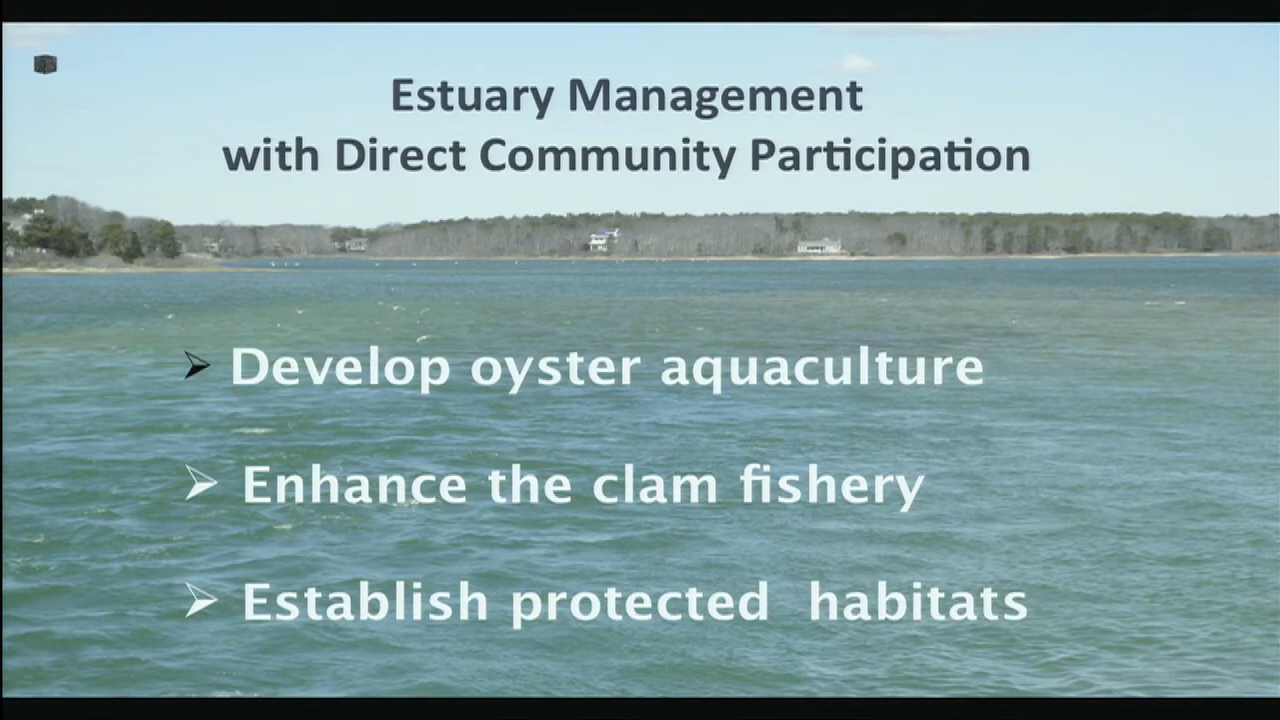 Estuary Management
with Direct Community Participation
➢ Develop oyster aquaculture
➢ Enhance the clam fishery
➢ Establish protected habitats